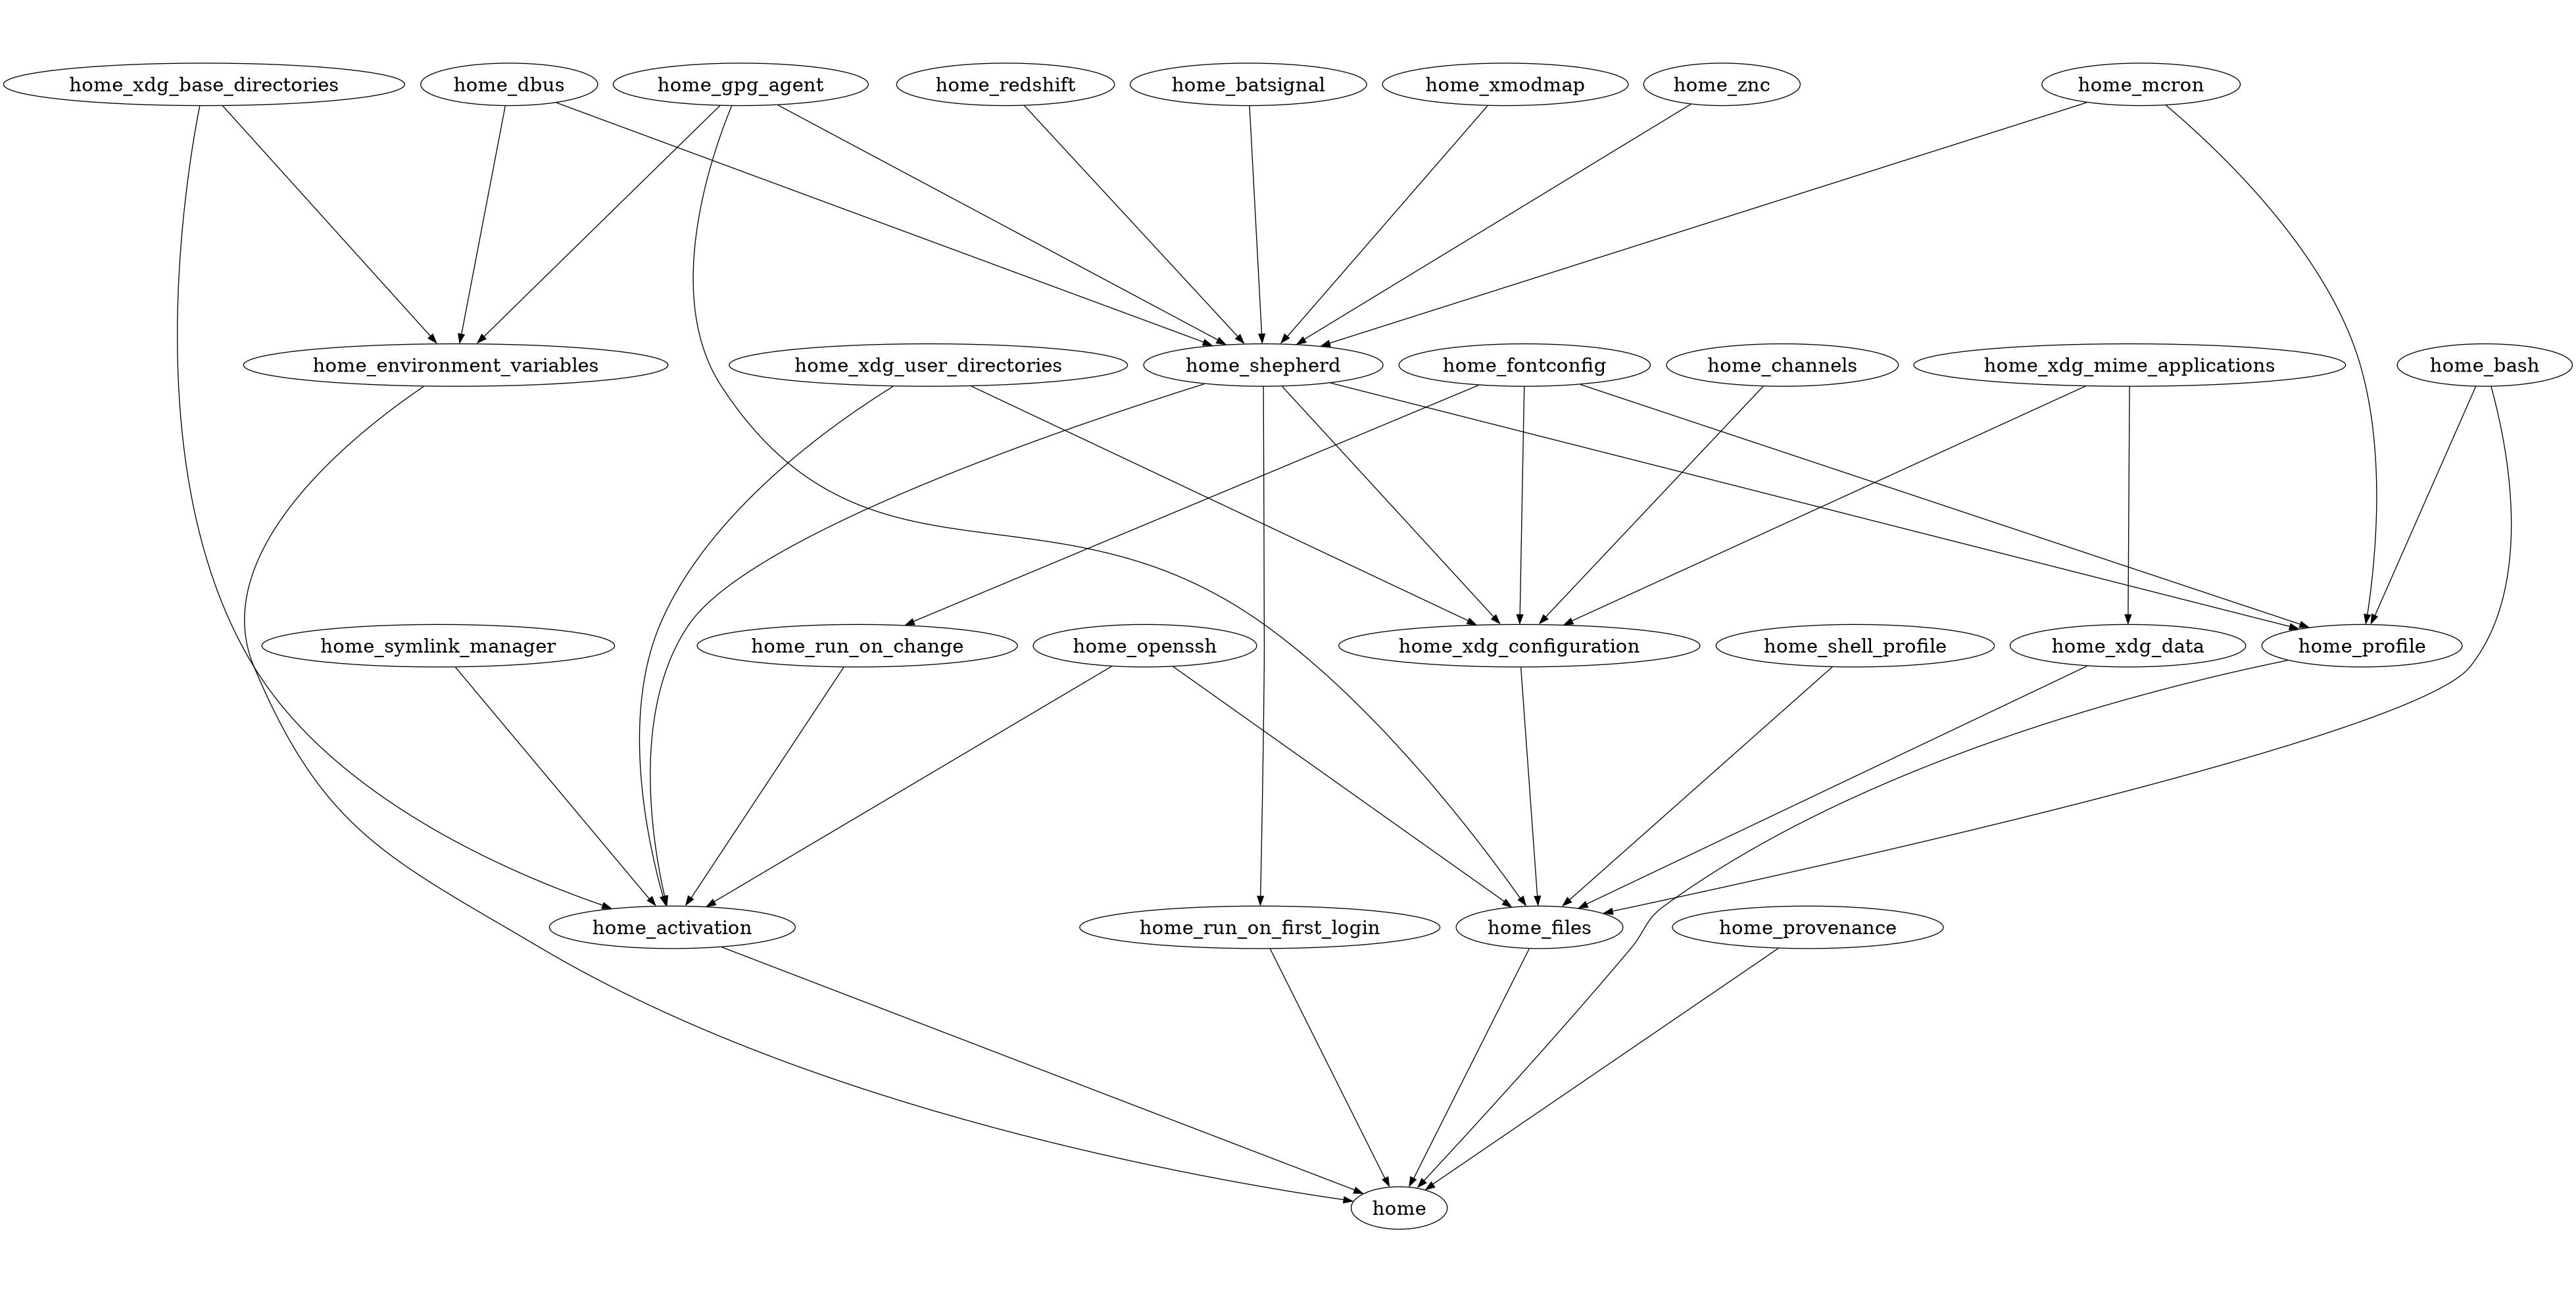 home_xdg_base_directories
home_dbus
home_gpg_agent
home_redshift
home_batsignal
home_xmodmap
home_znc
home_mcron
home_environment_variables
home_xdg_user_directories
home_shepherd
home_fontconfig
home_channels
home_xdg_mime_applications
home_bash
home_symlink_manager
home_run_on_change
home_openssh
home_xdg_configuration
home_shell_profile
home_xdg_data
home_profile
home_activation
home_run_on_first_login
home_files
home_provenance
home